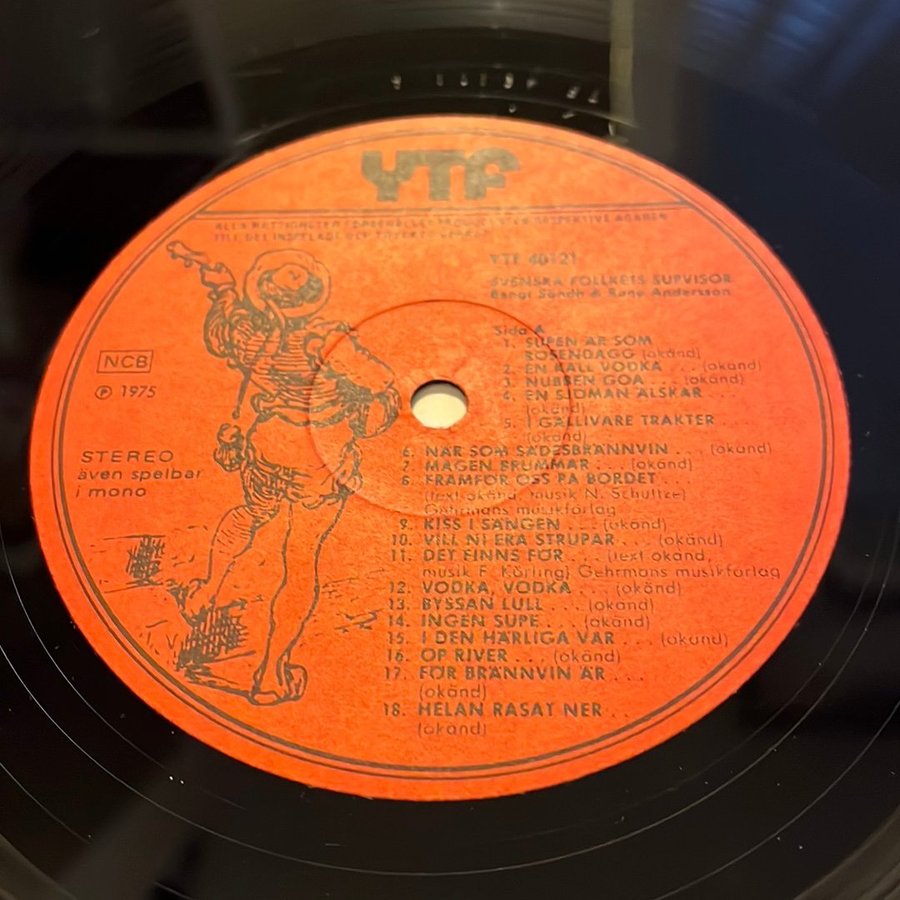 YTF
YTF 40121
SVENSKA FOLKETS SUPVISOR
Bengt Sändh & Rune Andersson
Sida A
1. SUPEN ÄR SOM
ROSENDAGG (okänd)
2. EN KALL VODKA . . . (okänd)
3. NUBBEN GOA . . . (okänd)
4. EN SJÖMAN ÄLSKAR . . .
(okänd)
5. I GÄLLIVARE TRAKTER . . .
(okänd)
6. NÄR SOM SÄDESBRÄNNVIN . . . (okänd)
7. MAGEN BRUMMAR . . . (okänd)
8. FRAMFÖR OSS PÅ BORDET . . .
(text okänd, musik N. Schultze)
Gehrmans musikförlag
9. KISS I SÄNGEN . . . (okänd)
10. VILL NI ERA STRUPAR . . . (okänd)
11. DET FINNS FÖR . . . (text okänd,
musik F. Körling) Gehrmans musikförlag
12. VODKA, VODKA . . . (okänd)
13. BYSSAN LULL . . . (okänd)
14. INGEN SUPE . . . (okänd)
15. I DEN HÄRLIGA VÅR . . . (okänd)
16. OP RIVER . . . (okänd)
17. FÖR BRÄNNVIN ÄR . . .
(okänd)
18. HELAN RASAT NER . . .
(okänd)
NCB
℗ 1975
STEREO
även spelbar
i mono